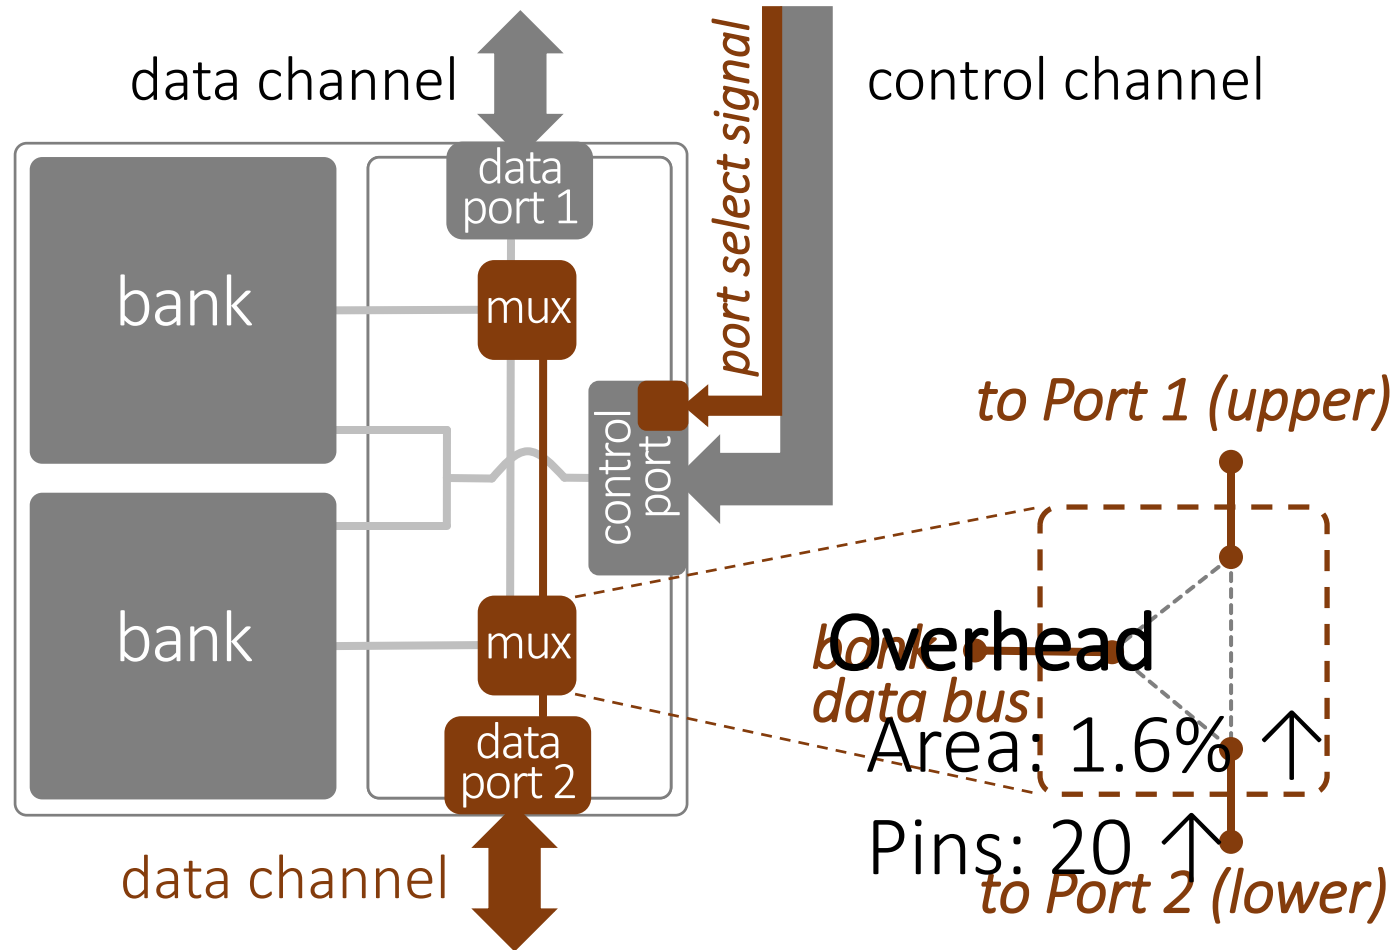 data channel
control channel
port select signal
data
port 1
bank
mux
control
port
to Port 1 (upper)
bank
mux
bank
data bus
Overhead
Area: 1.6% ↑
data
port 2
Pins: 20 ↑
data channel
to Port 2 (lower)